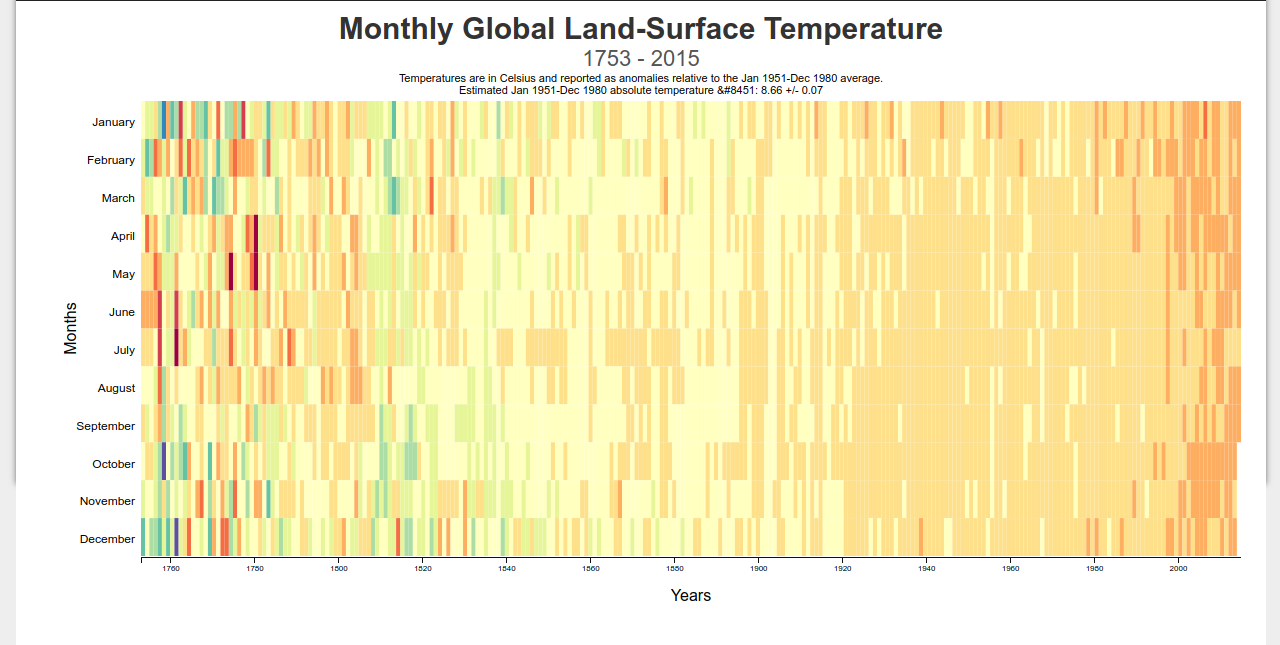 Monthly Global Land-Surface Temperature
1753 - 2015
Temperatures are in Celsius and reported as anomalies relative to the Jan 1951-Dec 1980 average.
Estimated Jan 1951-Dec 1980 absolute temperature &#8451: 8.66 +/- 0.07
January
February
March
April
May
June
July
August
September
October
November
December
Months
1760 1780 1800 1820 1840 1860 1880 1900 1920 1940 1960 1980 2000
Years